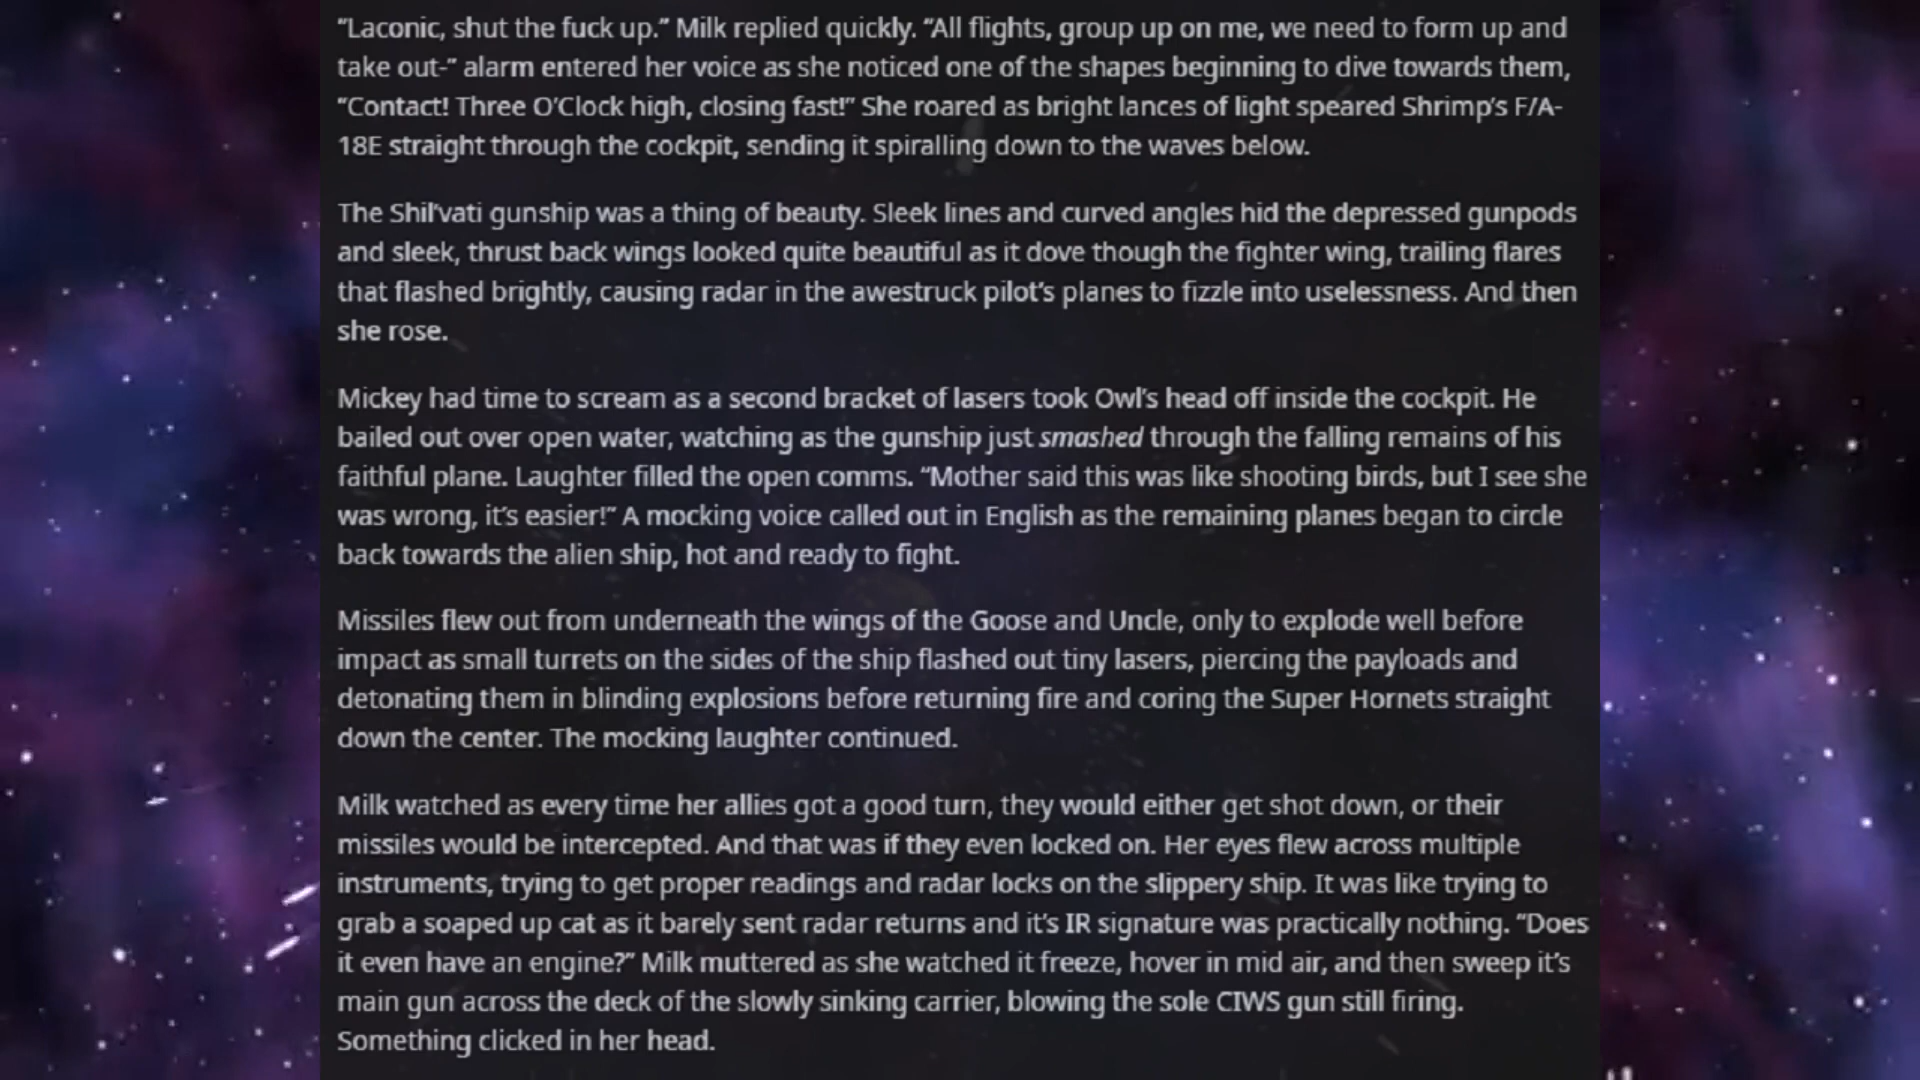 “Laconic, shut the fuck up.” Milk replied quickly. “All flights, group up on me, we need to form up and
take out-” alarm entered her voice as she noticed one of the shapes beginning to dive towards them,
“Contact! Three O’Clock high, closing fast!” She roared as bright lances of light speared Shrimp’s F/A-
18E straight through the cockpit, sending it spiralling down to the waves below.
The Shil’vati gunship was a thing of beauty. Sleek lines and curved angles hid the depressed gunpods
and sleek, thrust back wings looked quite beautiful as it dove though the fighter wing, trailing flares
that flashed brightly, causing radar in the awestruck pilot’s planes to fizzle into uselessness. And then
she rose.
Mickey had time to scream as a second bracket of lasers took Owl’s head off inside the cockpit. He
bailed out over open water, watching as the gunship just smashed through the falling remains of his
faithful plane. Laughter filled the open comms. “Mother said this was like shooting birds, but I see she
was wrong, it’s easier!” A mocking voice called out in English as the remaining planes began to circle
back towards the alien ship, hot and ready to fight.
Missiles flew out from underneath the wings of the Goose and Uncle, only to explode well before
impact as small turrets on the sides of the ship flashed out tiny lasers, piercing the payloads and
detonating them in blinding explosions before returning fire and coring the Super Hornets straight
down the center. The mocking laughter continued.
Milk watched as every time her allies got a good turn, they would either get shot down, or their
missiles would be intercepted. And that was if they even locked on. Her eyes flew across multiple
instruments, trying to get proper readings and radar locks on the slippery ship. It was like trying to
grab a soaped up cat as it barely sent radar returns and it’s IR signature was practically nothing. “Does
it even have an engine?” Milk muttered as she watched it freeze, hover in mid air, and then sweep it’s
main gun across the deck of the slowly sinking carrier, blowing the sole CIWS gun still firing.
Something clicked in her head.